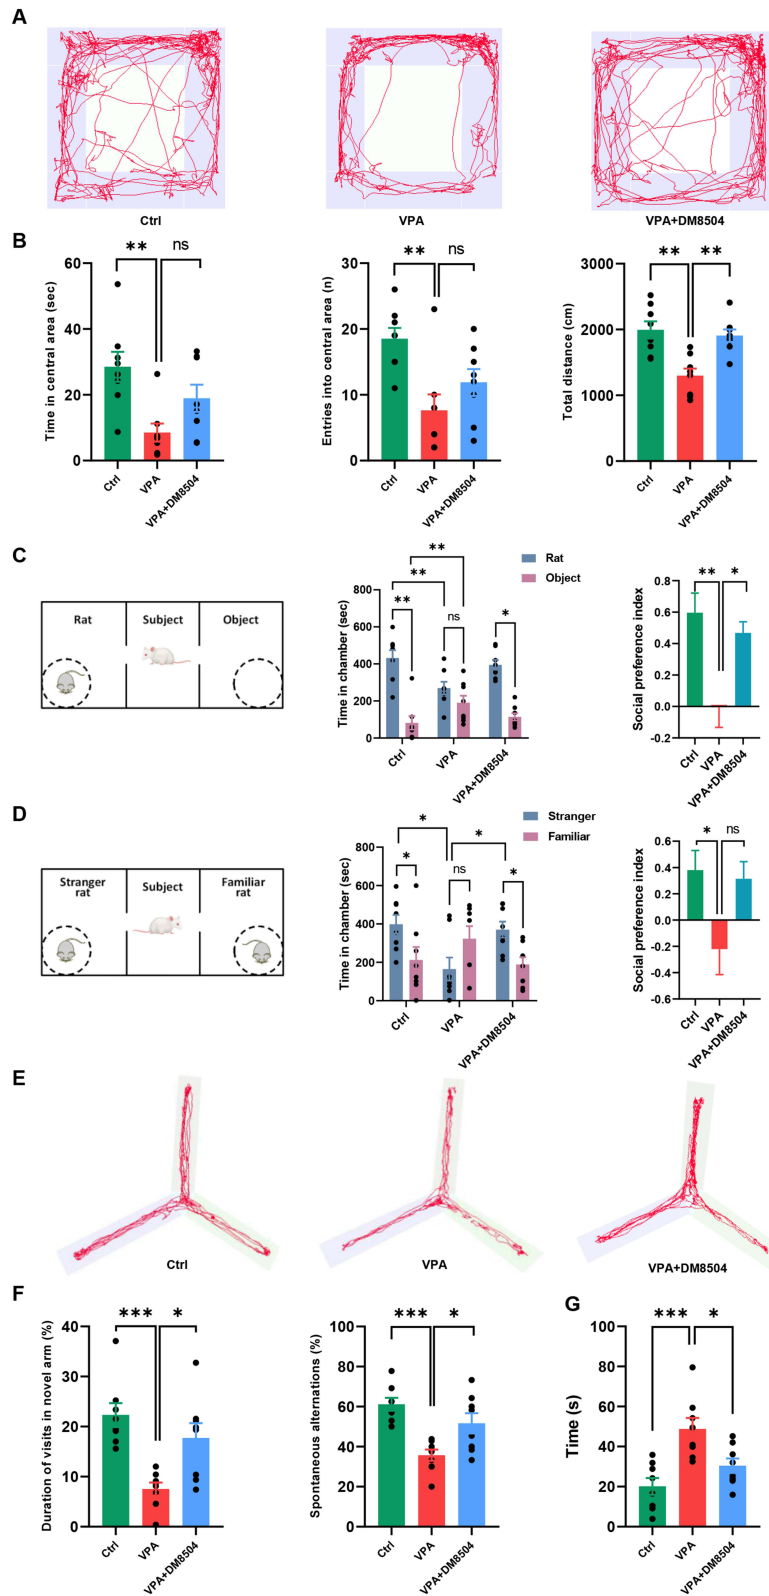 A
Ctrl
VPA
VPA+DM8504
B
Time in central area (sec)
60
40
20
0
**
ns
Ctrl
VPA
VPA+DM8504
Entries into central area (n)
30
20
10
0
**
ns
Ctrl
VPA
VPA+DM8504
Total distance (cm)
3000
2000
1000
0
**
**
Ctrl
VPA
VPA+DM8504
C
Rat
Subject
Object
Time in chamber (sec)
800
600
400
200
0
**
**
**
ns
*
Rat
Object
Ctrl
VPA
VPA+DM8504
Social preference index
0.8
0.6
0.4
0.2
0.0
-0.2
**
*
Ctrl
VPA
VPA+DM8504
D
Stranger
rat
Subject
Familiar
rat
Time in chamber (sec)
800
600
400
200
0
*
*
*
ns
*
Stranger
Familiar
Ctrl
VPA
VPA+DM8504
Social preference index
0.6
0.4
0.2
0.0
-0.2
-0.4
-0.6
*
ns
Ctrl
VPA
VPA+DM8504
E
Ctrl
VPA
VPA+DM8504
F
Duration of visits in novel arm (%)
40
30
20
10
0
***
*
Ctrl
VPA
VPA+DM8504
Spontaneous alternations (%)
100
80
60
40
20
0
***
*
Ctrl
VPA
VPA+DM8504
G
Time (s)
100
80
60
40
20
0
***
*
Ctrl
VPA
VPA+DM8504